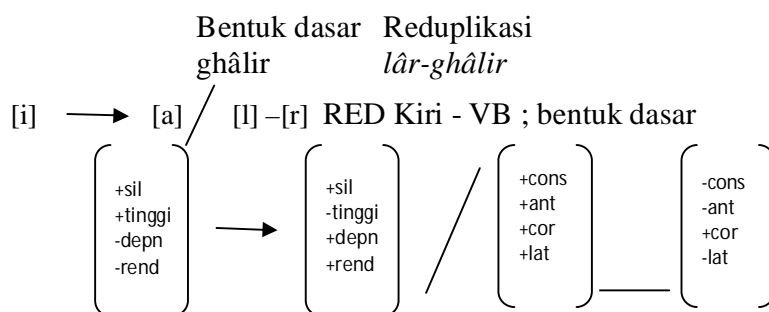 Bentuk dasar Reduplikasi
ghâlir lâr-ghâlir
[i] [a] [l] –[r] RED Kiri - VB ; bentuk dasar
+sil +sil +cons -cons
+tinggi -tinggi +ant -ant
-depn +depn +cor +cor
-rend +rend +lat -lat